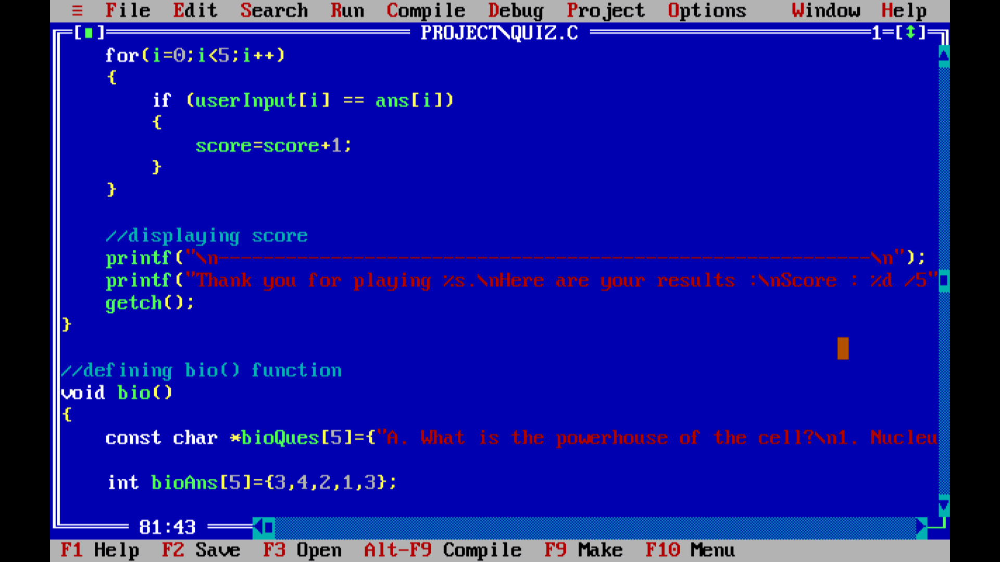 ≡ File Edit Search Run Compile Debug Project Options Window Help
[■] PROJECT\QUIZ.C 1=[↕]
for(i=0;i<5;i++)
{
if (userInput[i] == ans[i])
{
score=score+1;
}
}
//displaying score
printf("\n----------------------------------------------------------\n");
printf("Thank you for playing %s.\nHere are your results :\nScore : %d /5"
getch();
}
//defining bio() function
void bio()
{
const char *bioQues[5]={"A. What is the powerhouse of the cell?\n1. Nucleu
int bioAns[5]={3,4,2,1,3};
81:43
F1 Help F2 Save F3 Open Alt-F9 Compile F9 Make F10 Menu